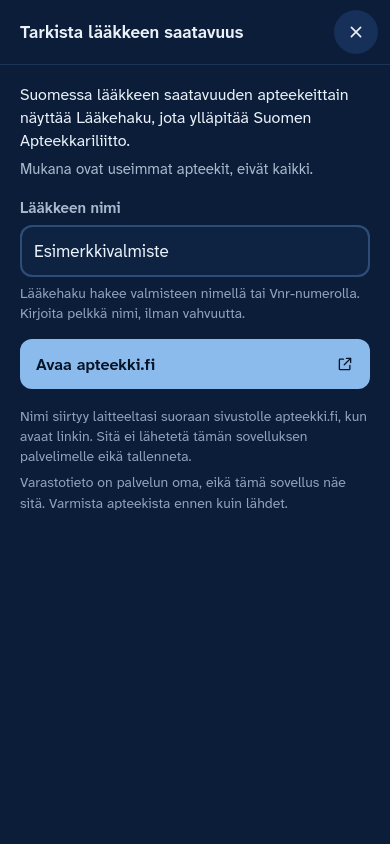 Tarkista lääkkeen saatavuus
Suomessa lääkkeen saatavuuden apteekeittain
näyttää Lääkehaku, jota ylläpitää Suomen
Apteekkariliitto.
Mukana ovat useimmat apteekit, eivät kaikki.
Lääkkeen nimi
Esimerkkivalmiste
Lääkehaku hakee valmisteen nimellä tai Vnr-numerolla.
Kirjoita pelkkä nimi, ilman vahvuutta.
Avaa apteekki.fi
Nimi siirtyy laitteeltasi suoraan sivustolle apteekki.fi, kun
avaat linkin. Sitä ei lähetetä tämän sovelluksen
palvelimelle eikä tallenneta.
Varastotieto on palvelun oma, eikä tämä sovellus näe
sitä. Varmista apteekista ennen kuin lähdet.